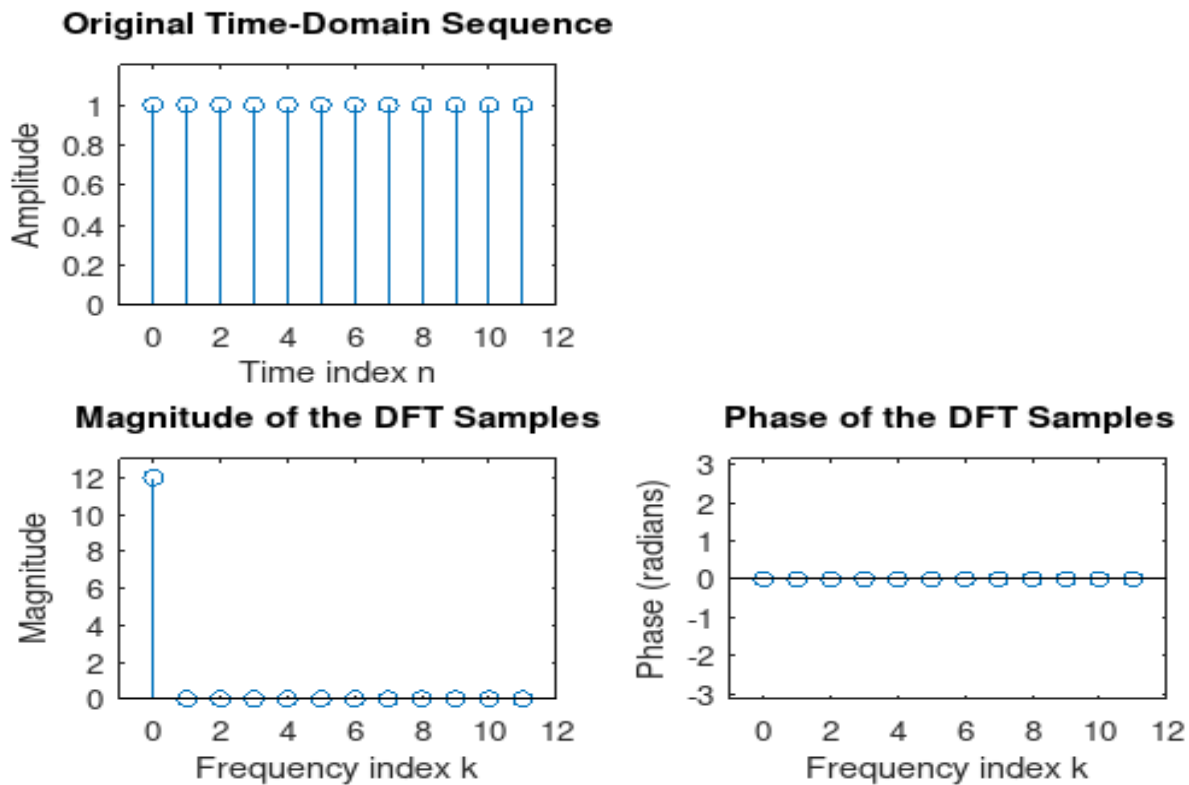 Original Time-Domain Sequence
1
0.8
0.6
0.4
0.2
0
Amplitude
0 2 4 6 8 10 12
Time index n
Magnitude of the DFT Samples
12
10
8
6
4
2
0
Magnitude
0 2 4 6 8 10 12
Frequency index k
Phase of the DFT Samples
3
2
1
0
-1
-2
-3
Phase (radians)
0 2 4 6 8 10 12
Frequency index k